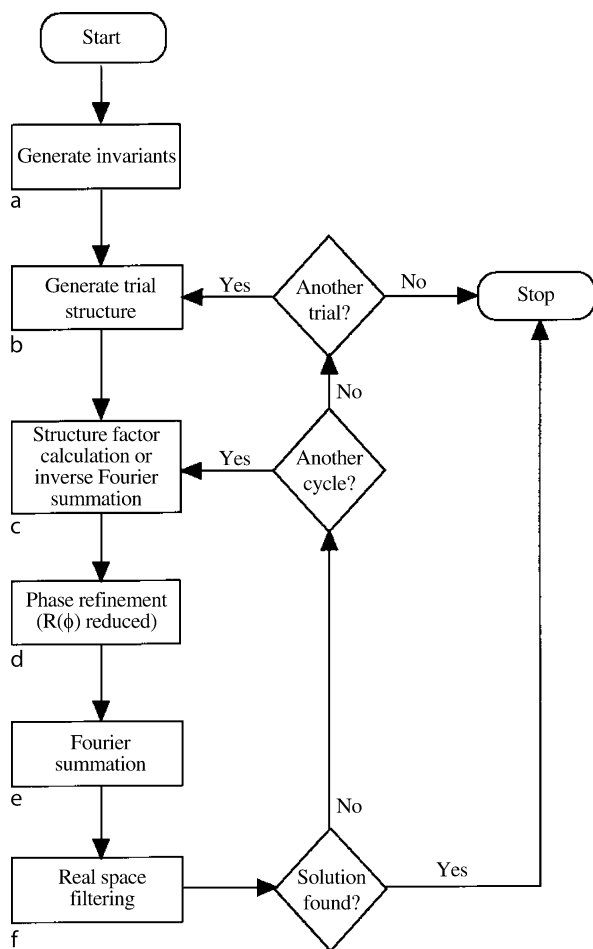 Start
Generate invariants
a
Generate trial
structure
b
Yes
Another
trial?
No
Stop
No
Structure factor
calculation or
inverse Fourier
summation
c
Yes
Another
cycle?
Phase refinement
(R(ϕ) reduced)
d
Fourier
summation
e
No
Real space
filtering
f
Solution
found?
Yes